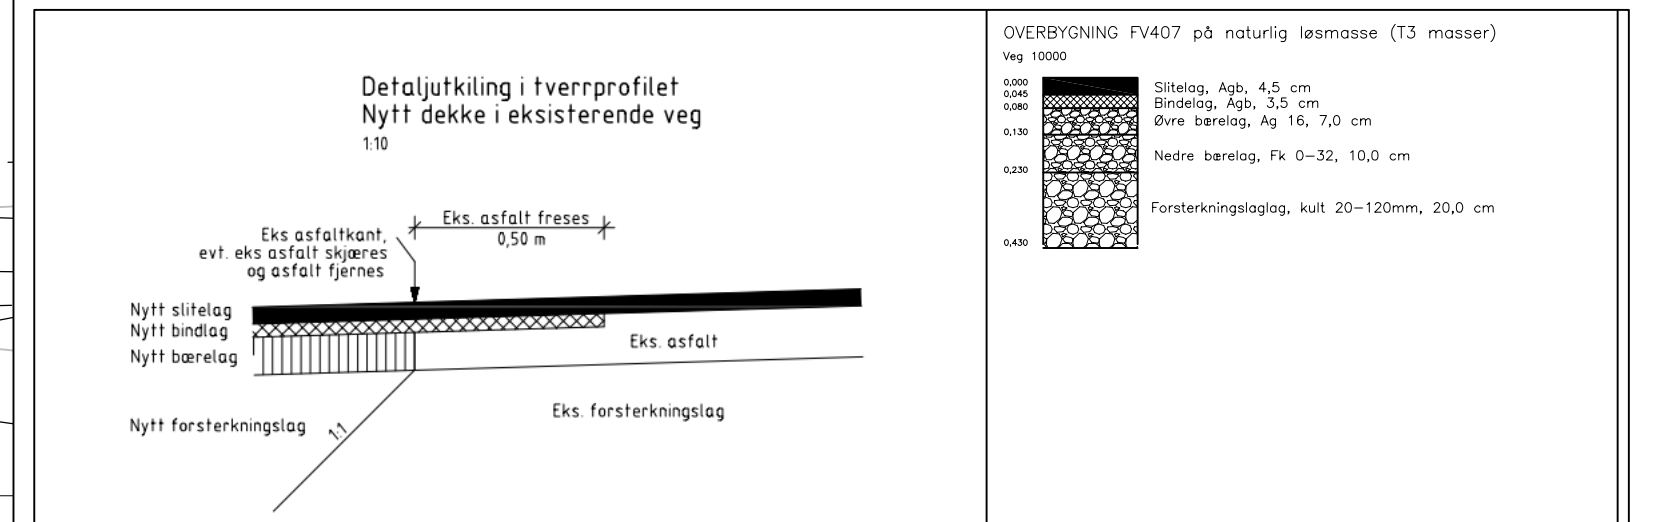 Detaljutkiling i tverrprofilet
Nytt dekke i eksisterende veg
1:10
Eks. asfalt freses
0,50 m
Eks asfaltkant,
evt. eks asfalt skjæres
og asfalt fjernes
Nytt slitelag
Nytt bindlag
Nytt bærelag
Eks. asfalt
Nytt forsterkningslag
1:1
Eks. forsterkningslag
OVERBYGNING FV407 på naturlig løsmasse (T3 masser)
Veg 10000
0,000
0,045
0,080
0,130
0,230
0,430
Slitelag, Agb, 4,5 cm
Bindelag, Agb, 3,5 cm
Øvre bærelag, Ag 16, 7,0 cm
Nedre bærelag, Fk 0-32, 10,0 cm
Forsterkningslaglag, kult 20-120mm, 20,0 cm